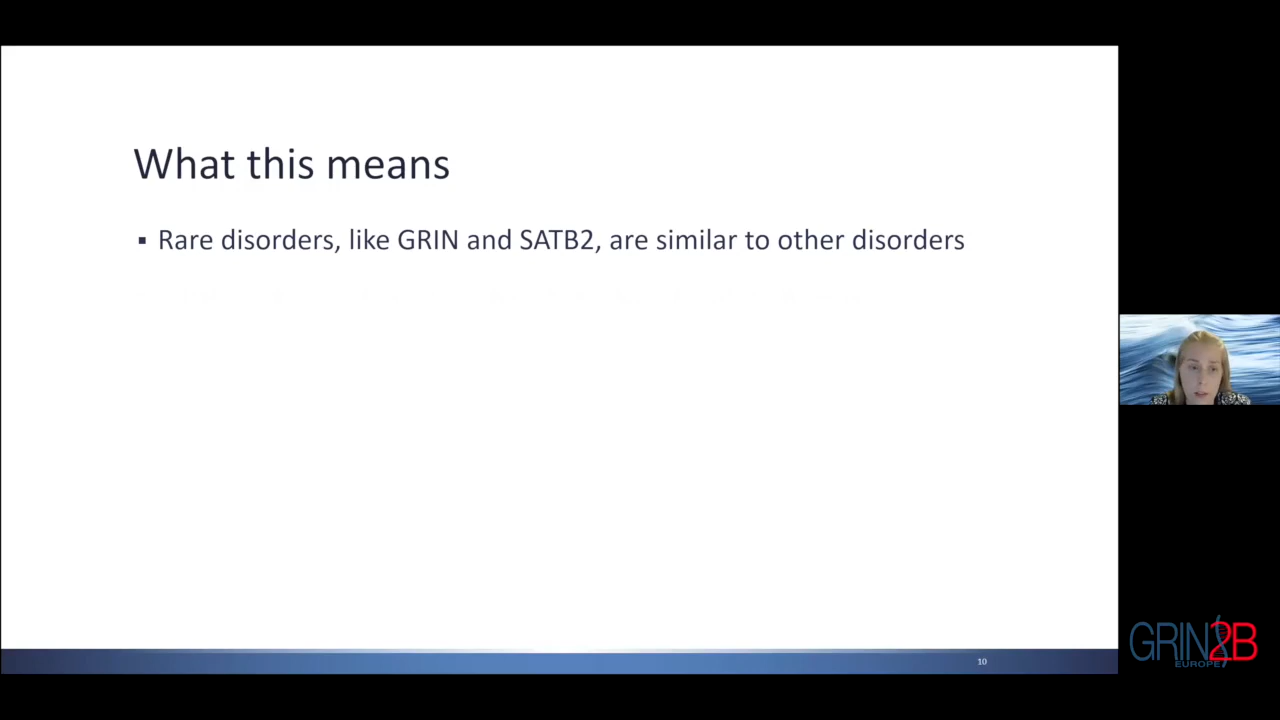 What this means
▪ Rare disorders, like GRIN and SATB2, are similar to other disorders
10
GRIN2B
EUROPE